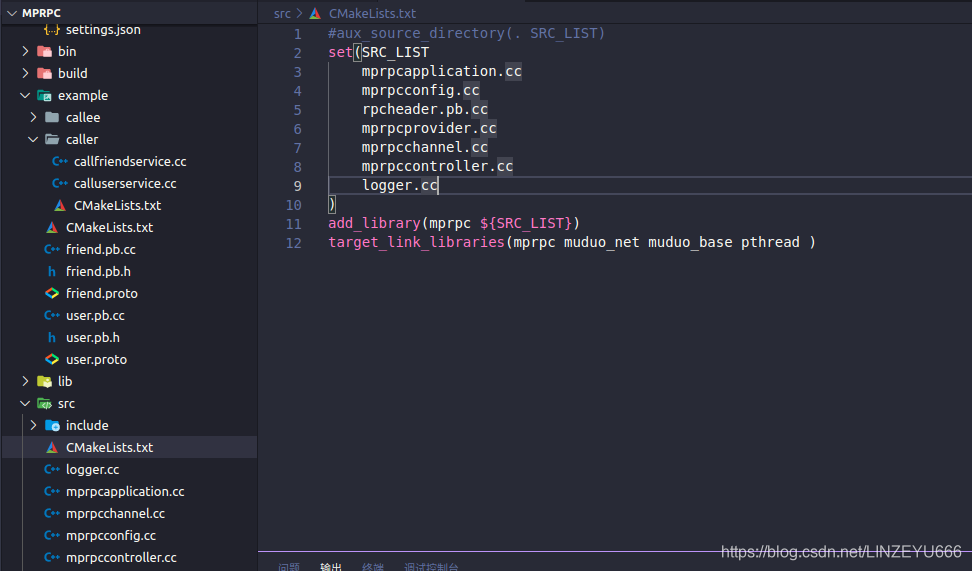 MPRPC
settings.json
bin
build
example
callee
caller
callfriendservice.cc
calluserservice.cc
CMakeLists.txt
CMakeLists.txt
friend.pb.cc
friend.pb.h
friend.proto
user.pb.cc
user.pb.h
user.proto
lib
src
include
CMakeLists.txt
logger.cc
mprpcapplication.cc
mprpcchannel.cc
mprpcconfig.cc
mprpccontroller.cc
src > CMakeLists.txt
1 #aux_source_directory(. SRC_LIST)
2 set(SRC_LIST
3 mprpcapplication.cc
4 mprpcconfig.cc
5 rpcheader.pb.cc
6 mprpcprovider.cc
7 mprpcchannel.cc
8 mprpccontroller.cc
9 logger.cc
10 )
11 add_library(mprpc ${SRC_LIST})
12 target_link_libraries(mprpc muduo_net muduo_base pthread )
https://blog.csdn.net/LINZEYU666
问题 输出 终端 调试控制台